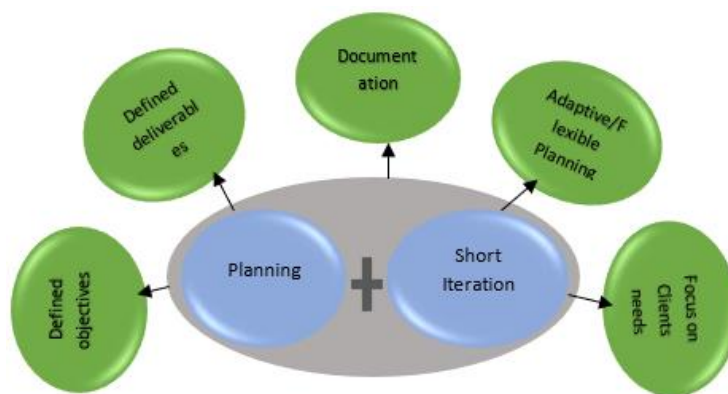 Defined
deliverabl
es
Document
ation
Adaptive/F
lexible
Planning
Defined
objectives
Planning
+
Short
Iteration
Focus on
Clients
needs